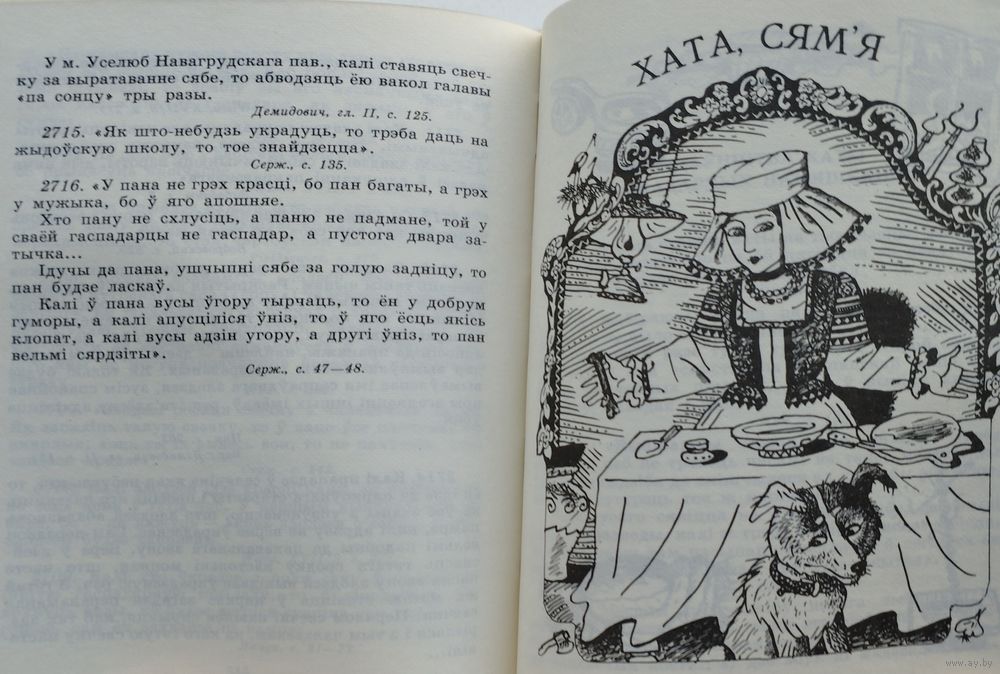 У м. Уселюб Навагрудскага пав., калі ставяць свеч-
ку за выратаванне сябе, то абводзяць ёю вакол галавы
«па сонцу» тры разы.
Демидович, гл. II, с. 125.
2715. «Як што-небудзь украдуць, то трэба даць на
жыдоўскую школу, то тое знайдзецца».
Серж., с. 135.
2716. «У пана не грэх красці, бо пан багаты, а грэх
у мужыка, бо ў яго апошняе.
Хто пану не схлусіць, а паню не падмане, той у
сваёй гаспадарцы не гаспадар, а пустога двара за-
тычка...
Ідучы да пана, ушчыпні сябе за голую задніцу, то
пан будзе ласкаў.
Калі ў пана вусы ўгору тырчаць, то ён у добрум
гуморы, а калі апусціліся ўніз, то ў яго ёсць якісь
клопат, а калі вусы адзін угору, а другі ўніз, то пан
вельмі сярдзіты».
Серж., с. 47—48.
ХАТА, СЯМ'Я
www.ay.by